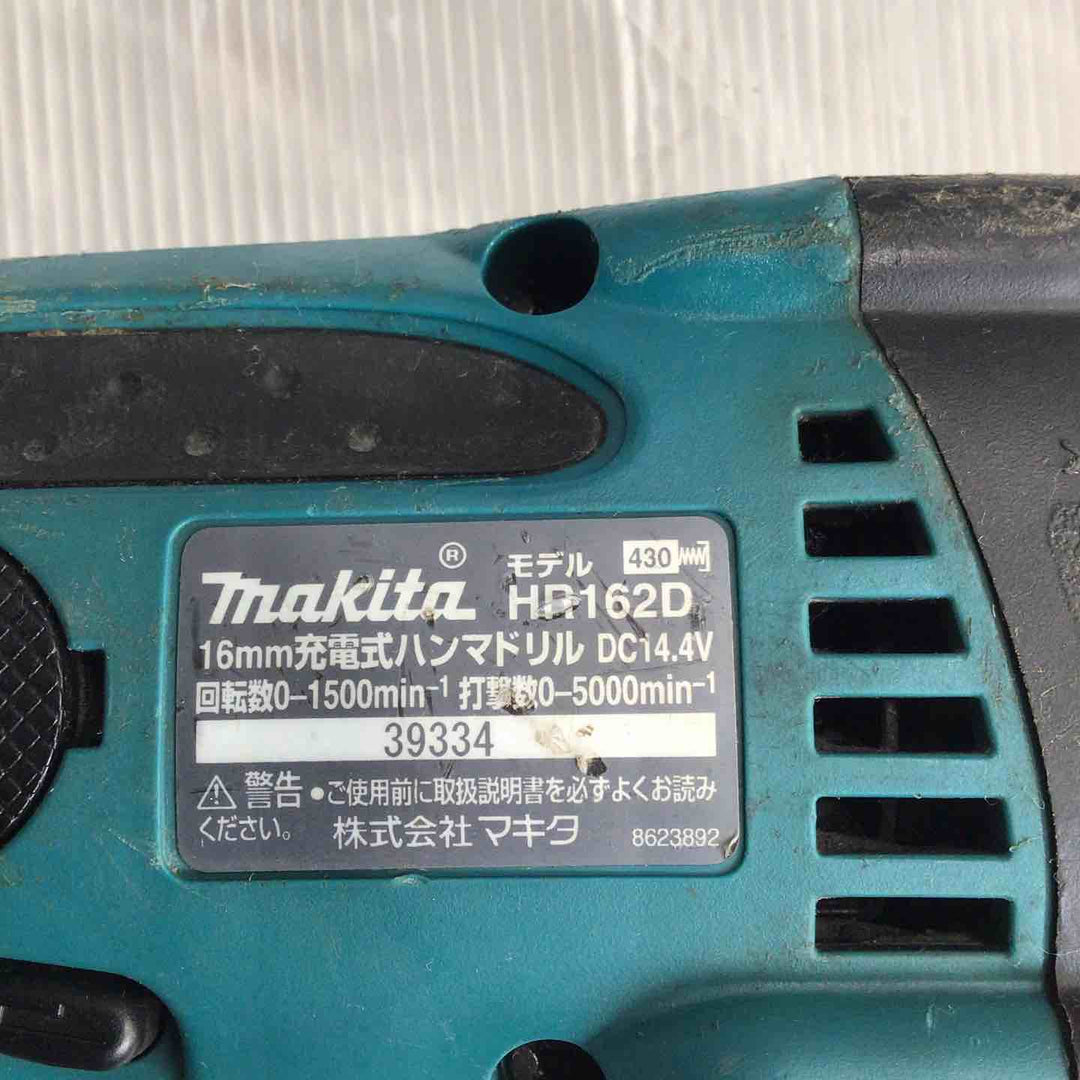 makita® モデル 430
HR162D
16mm充電式ハンマドリル DC14.4V
回転数0-1500min-1 打撃数0-5000min-1
39334
⚠警告 •ご使用前に取扱説明書を必ずよくお読み
ください。 株式会社マキタ 8623892